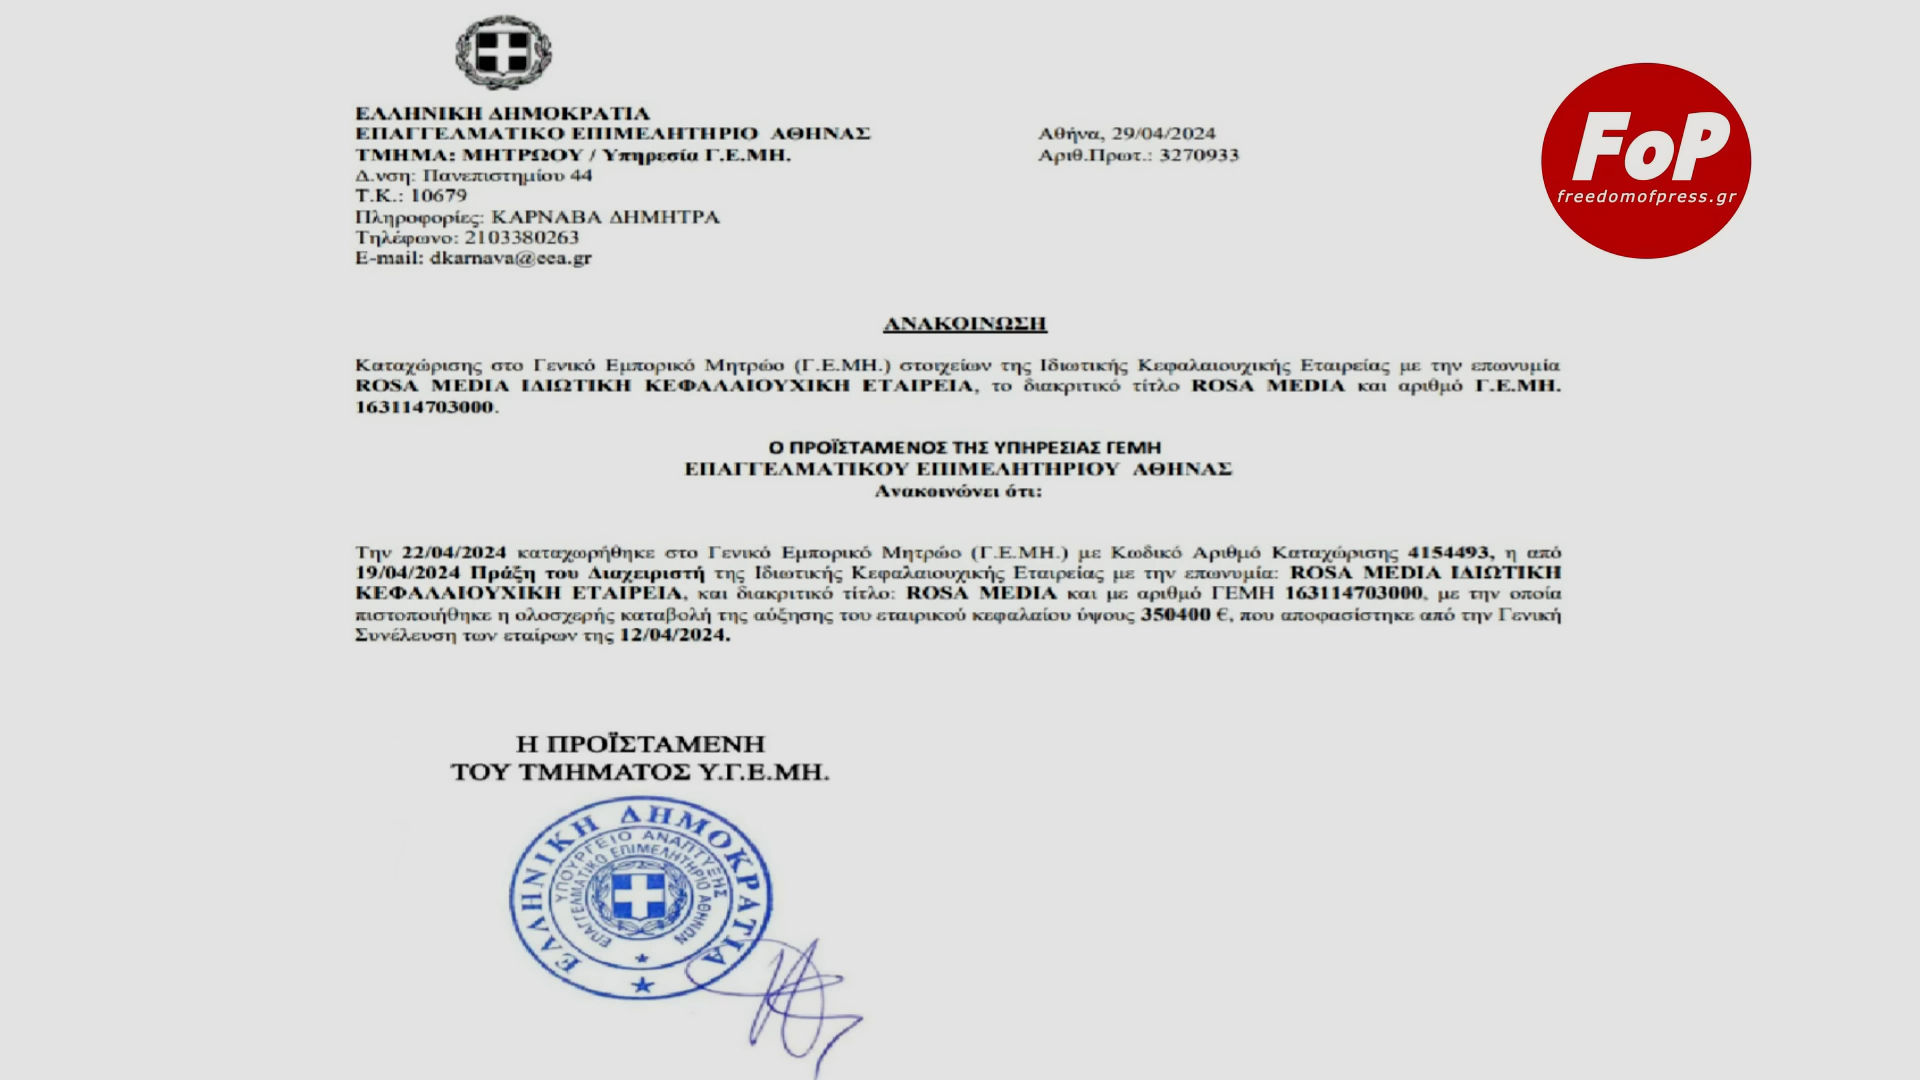 ΕΛΛΗΝΙΚΗ ΔΗΜΟΚΡΑΤΙΑ
ΕΠΑΓΓΕΛΜΑΤΙΚΟ ΕΠΙΜΕΛΗΤΗΡΙΟ ΑΘΗΝΑΣ
ΤΜΗΜΑ: ΜΗΤΡΩΟΥ / Υπηρεσία Γ.Ε.ΜΗ.
Δ.νση: Πανεπιστημίου 44
Τ.Κ.: 10679
Πληροφορίες: ΚΑΡΝΑΒΑ ΔΗΜΗΤΡΑ
Τηλέφωνο: 2103380263
E-mail: dkarnava@eea.gr
Αθήνα, 29/04/2024
Αριθ.Πρωτ.: 3270933
FoP
freedomofpress.gr
ΑΝΑΚΟΙΝΩΣΗ
Καταχώρισης στο Γενικό Εμπορικό Μητρώο (Γ.Ε.ΜΗ.) στοιχείων της Ιδιωτικής Κεφαλαιουχικής Εταιρείας με την επωνυμία
ROSA MEDIA ΙΔΙΩΤΙΚΗ ΚΕΦΑΛΑΙΟΥΧΙΚΗ ΕΤΑΙΡΕΙΑ, το διακριτικό τίτλο ROSA MEDIA και αριθμό Γ.Ε.ΜΗ.
163114703000.
Ο ΠΡΟΪΣΤΑΜΕΝΟΣ ΤΗΣ ΥΠΗΡΕΣΙΑΣ ΓΕΜΗ
ΕΠΑΓΓΕΛΜΑΤΙΚΟΥ ΕΠΙΜΕΛΗΤΗΡΙΟΥ ΑΘΗΝΑΣ
Ανακοινώνει ότι:
Την 22/04/2024 καταχωρήθηκε στο Γενικό Εμπορικό Μητρώο (Γ.Ε.ΜΗ.) με Κωδικό Αριθμό Καταχώρισης 4154493, η από
19/04/2024 Πράξη του Διαχειριστή της Ιδιωτικής Κεφαλαιουχικής Εταιρείας με την επωνυμία: ROSA MEDIA ΙΔΙΩΤΙΚΗ
ΚΕΦΑΛΑΙΟΥΧΙΚΗ ΕΤΑΙΡΕΙΑ, και διακριτικό τίτλο: ROSA MEDIA και με αριθμό ΓΕΜΗ 163114703000, με την οποία
πιστοποιήθηκε η ολοσχερής καταβολή της αύξησης του εταιρικού κεφαλαίου ύψους 350400 €, που αποφασίστηκε από την Γενική
Συνέλευση των εταίρων της 12/04/2024.
Η ΠΡΟΪΣΤΑΜΕΝΗ
ΤΟΥ ΤΜΗΜΑΤΟΣ Υ.Γ.Ε.ΜΗ.
ΕΛΛΗΝΙΚΗ ΔΗΜΟΚΡΑΤΙΑ
ΥΠΟΥΡΓΕΙΟ ΑΝΑΠΤΥΞΗΣ
ΕΠΑΓΓΕΛΜΑΤΙΚΟ ΕΠΙΜΕΛΗΤΗΡΙΟ ΑΘΗΝΩΝ